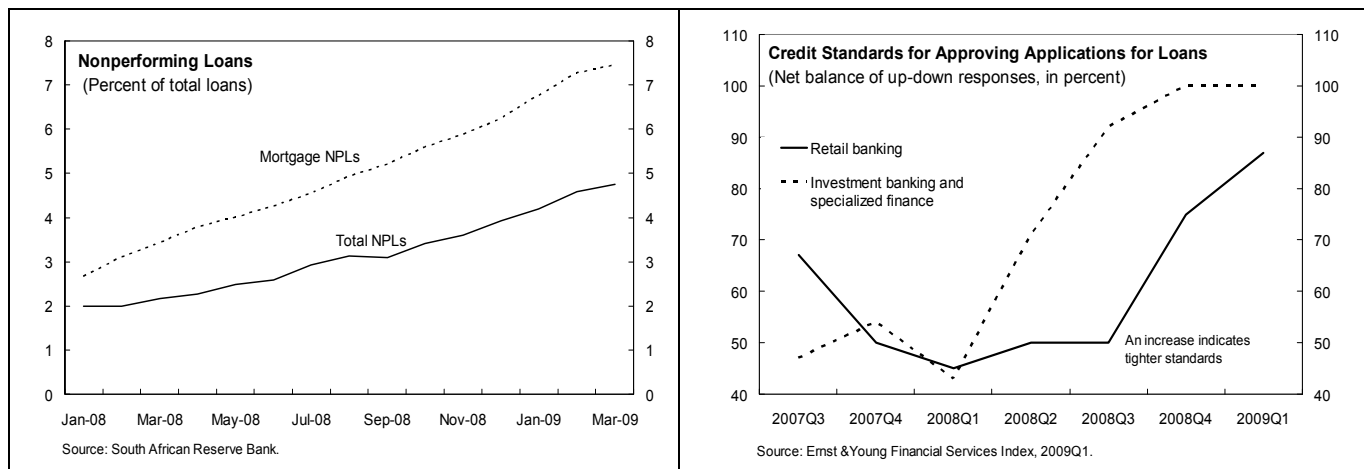 Nonperforming Loans
(Percent of total loans)
8
7
6
5
4
3
2
1
0
8
7
6
5
4
3
2
1
0
Mortgage NPLs
Total NPLs
Jan-08 Mar-08 May-08 Jul-08 Sep-08 Nov-08 Jan-09 Mar-09
Source: South African Reserve Bank.
Credit Standards for Approving Applications for Loans
(Net balance of up-down responses, in percent)
110
100
90
80
70
60
50
40
110
100
90
80
70
60
50
40
Retail banking
Investment banking and
specialized finance
An increase indicates
tighter standards
2007Q3 2007Q4 2008Q1 2008Q2 2008Q3 2008Q4 2009Q1
Source: Ernst &Young Financial Services Index, 2009Q1.